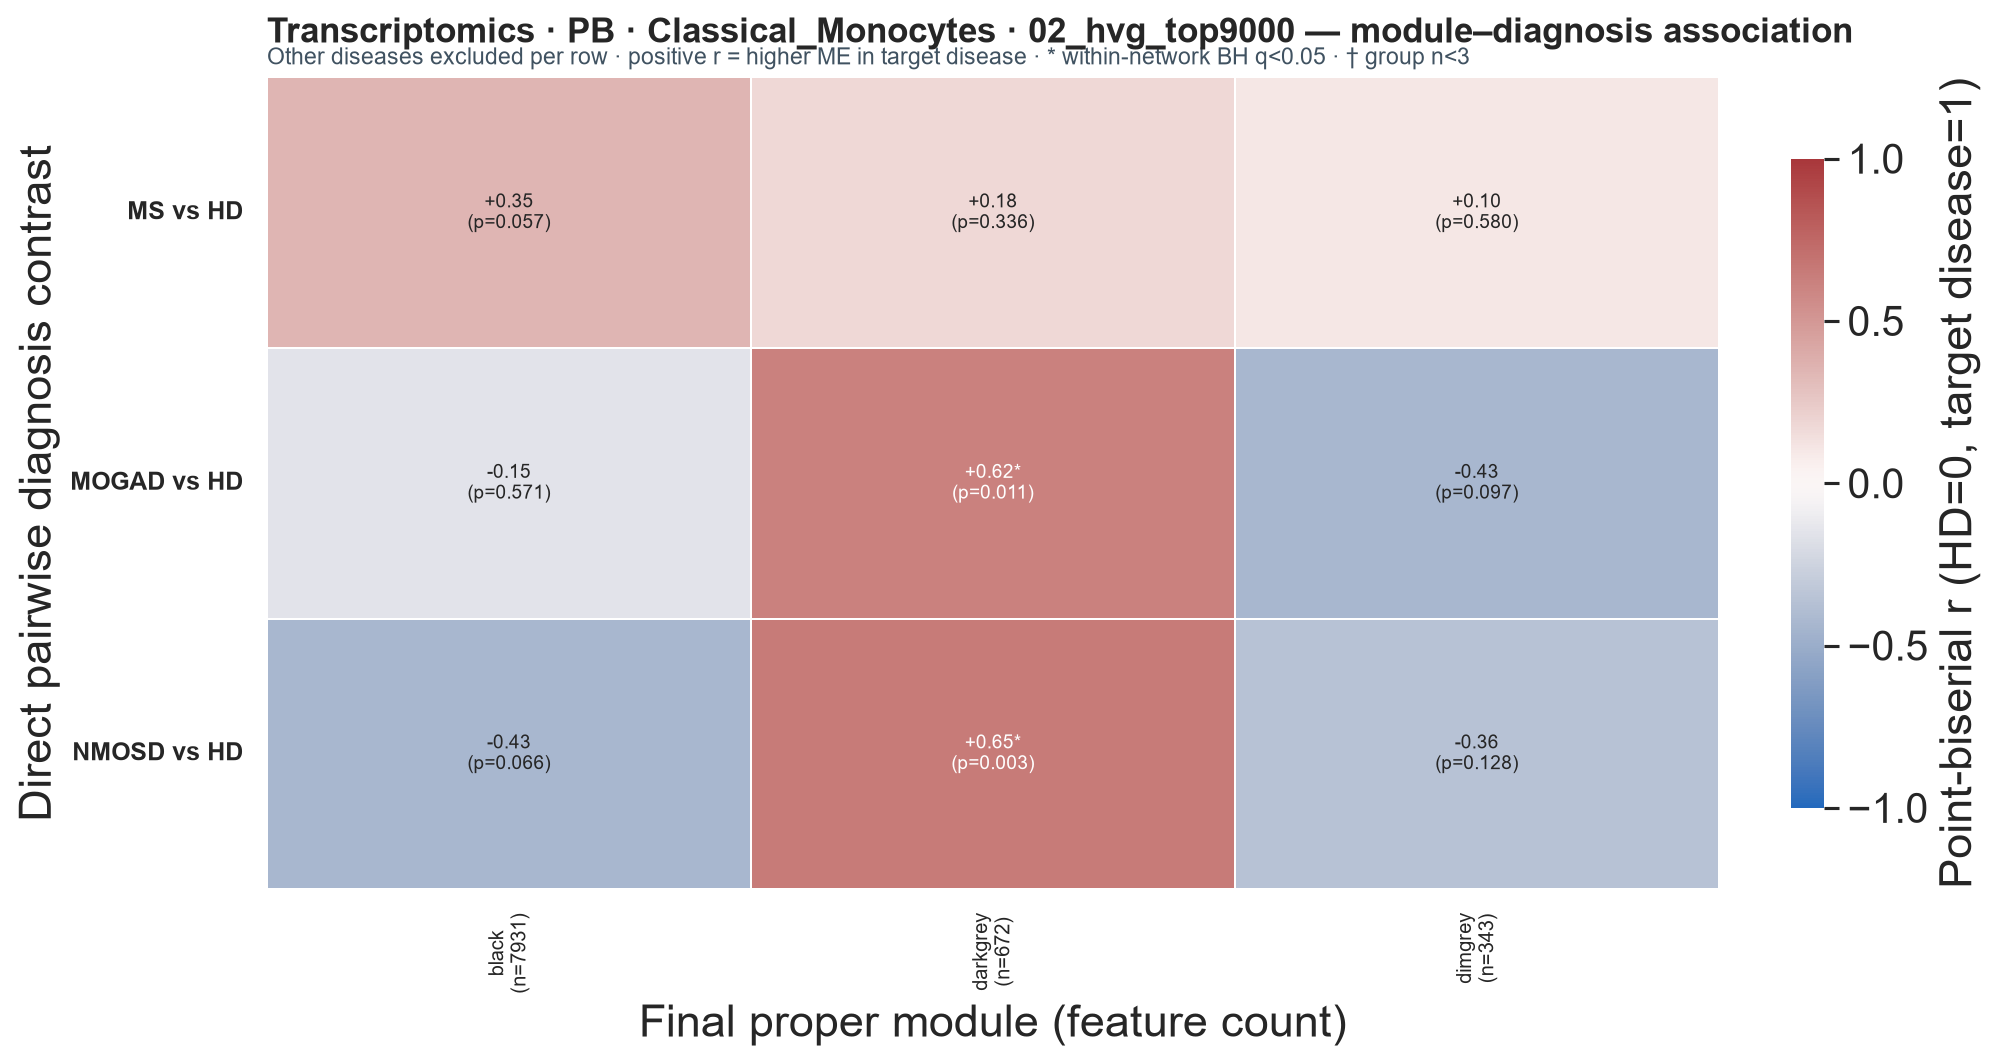 Transcriptomics · PB · Classical_Monocytes · 02_hvg_top9000 — module–diagnosis association
Other diseases excluded per row · positive r = higher ME in target disease · * within-network BH q<0.05 · † group n<3
Direct pairwise diagnosis contrast
MS vs HD
+0.35
(p=0.057)
+0.18
(p=0.336)
+0.10
(p=0.580)
MOGAD vs HD
-0.15
(p=0.571)
+0.62*
(p=0.011)
-0.43
(p=0.097)
NMOSD vs HD
-0.43
(p=0.066)
+0.65*
(p=0.003)
-0.36
(p=0.128)
black
(n=7931)
darkgrey
(n=672)
dimgrey
(n=343)
Final proper module (feature count)
1.0
0.5
0.0
−0.5
−1.0
Point-biserial r (HD=0, target disease=1)